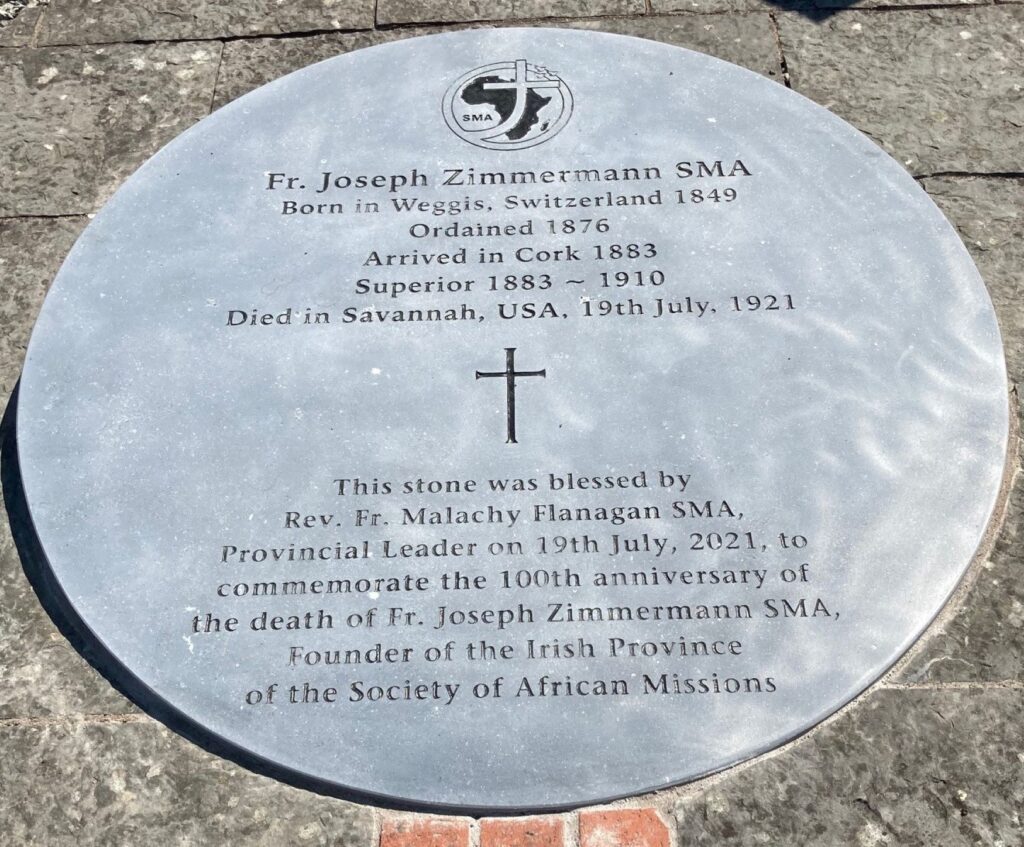 SMA
Fr. Joseph Zimmermann SMA
Born in Weggis, Switzerland 1849
Ordained 1876
Arrived in Cork 1883
Superior 1883 ~ 1910
Died in Savannah, USA, 19th July, 1921
This stone was blessed by
Rev. Fr. Malachy Flanagan SMA,
Provincial Leader on 19th July, 2021, to
commemorate the 100th anniversary of
the death of Fr. Joseph Zimmermann SMA,
Founder of the Irish Province
of the Society of African Missions